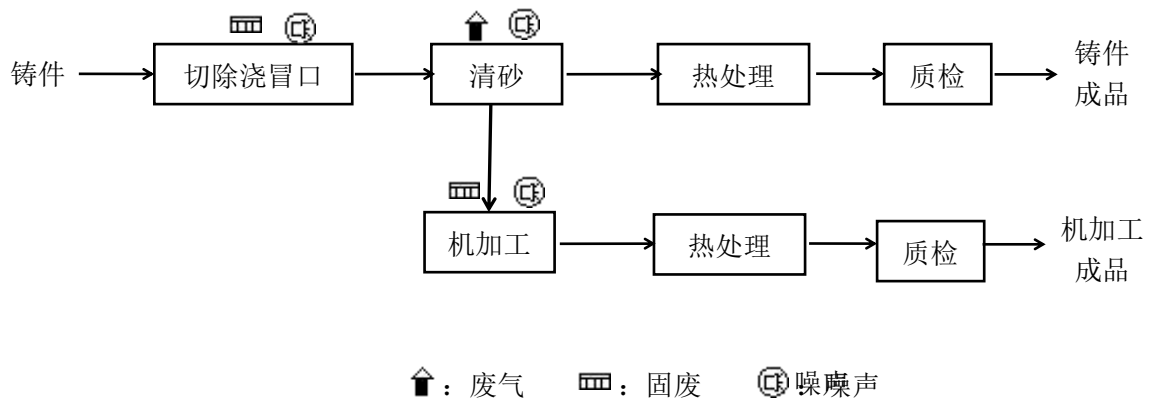 铸件
切除浇冒口
清砂
热处理
质检
铸件
成品
机加工
热处理
质检
机加工
成品
：废气
：固废
：噪声